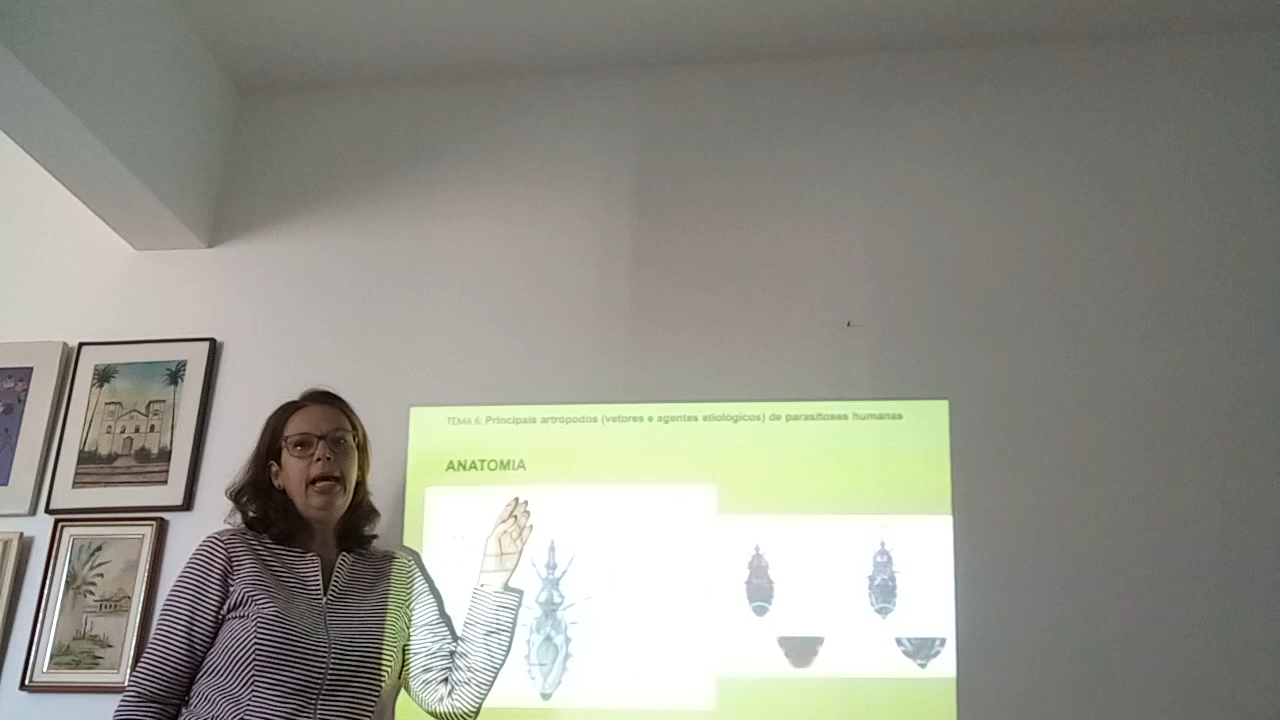 TEMA 6: Principais artrópodos (vetores e agentes etiológicos) de parasitoses humanas
ANATOMIA